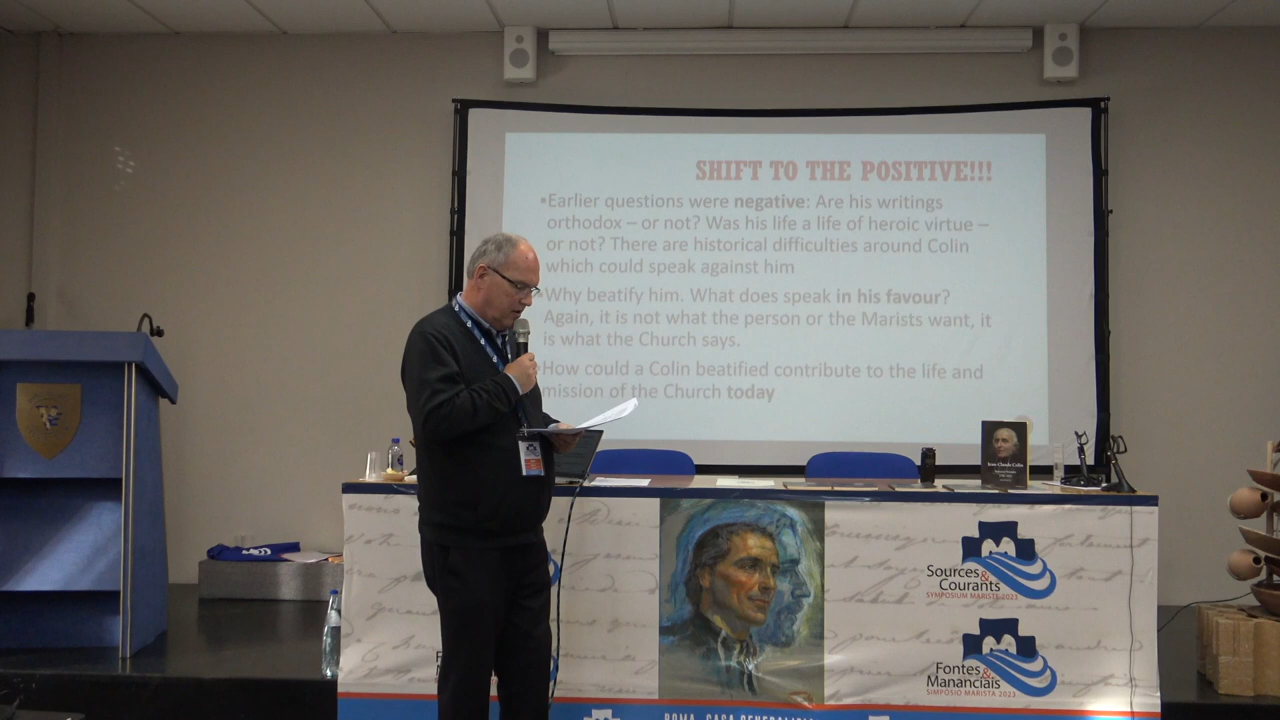 SHIFT TO THE POSITIVE!!!
▪Earlier questions were negative: Are his writings
orthodox – or not? Was his life a life of heroic virtue –
or not? There are historical difficulties around Colin
which could speak against him
Why beatify him. What does speak in his favour?
Again, it is not what the person or the Marists want, it
is what the Church says.
How could a Colin beatified contribute to the life and
mission of the Church today
Jean-Claude Colin
Sources &
Courants
SYMPOSIUM MARISTE 2023
Fontes &
Mananciais
SIMPÓSIO MARISTA 2023
ROMA, CASA GENERALIZIA